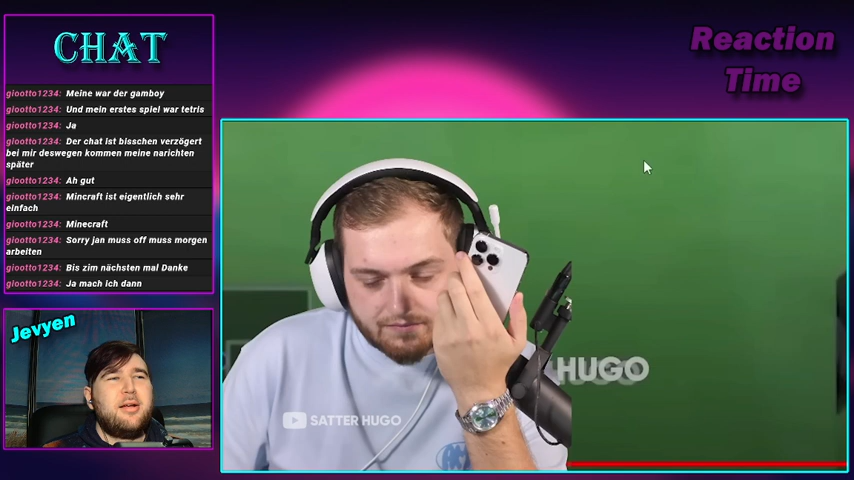 CHAT
Reaction
Time
giootto1234: Meine war der gamboy
giootto1234: Und mein erstes spiel war tetris
giootto1234: Ja
giootto1234: Der chat ist bisschen verzögert
bei mir deswegen kommen meine narichten
später
giootto1234: Ah gut
giootto1234: Mincraft ist eigentlich sehr
einfach
giootto1234: Minecraft
giootto1234: Sorry jan muss off muss morgen
arbeiten
giootto1234: Bis zim nächsten mal Danke
giootto1234: Ja mach ich dann
Jevyen
HUGO
SATTER HUGO